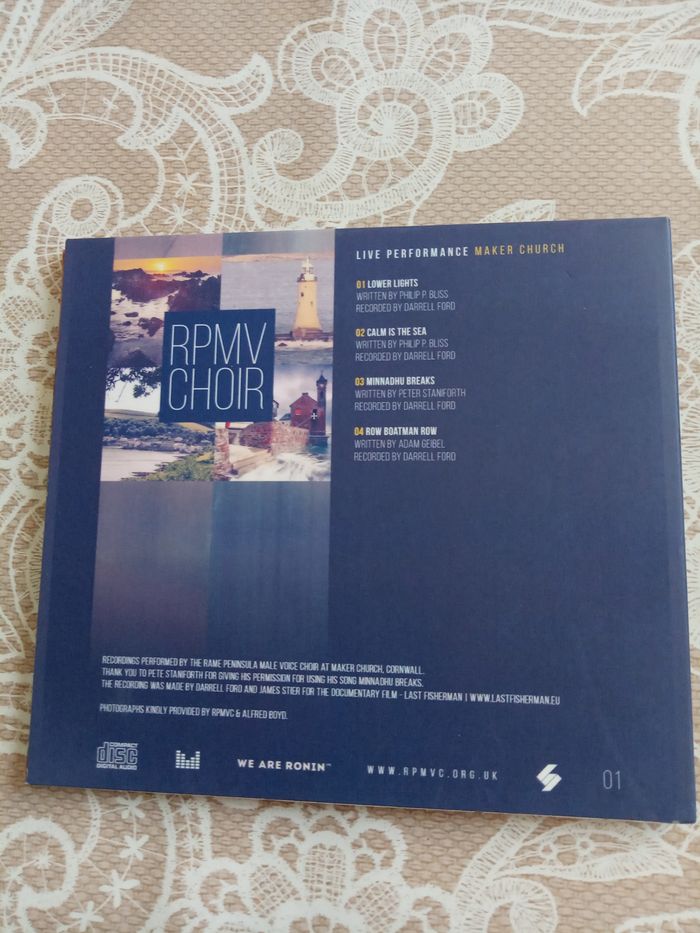 RPMV
CHOIR
LIVE PERFORMANCE MAKER CHURCH
01 LOWER LIGHTS
WRITTEN BY PHILIP P. BLISS
RECORDED BY DARRELL FORD
02 CALM IS THE SEA
WRITTEN BY PHILIP P. BLISS
RECORDED BY DARRELL FORD
03 MINNADHU BREAKS
WRITTEN BY PETER STANIFORTH
RECORDED BY DARRELL FORD
04 ROW BOATMAN ROW
WRITTEN BY ADAM GEIBEL
RECORDED BY DARRELL FORD
RECORDINGS PERFORMED BY THE RAME PENINSULA MALE VOICE CHOIR AT MAKER CHURCH, CORNWALL.
THANK YOU TO PETE STANIFORTH FOR GIVING HIS PERMISSION FOR USING HIS SONG MINNADHU BREAKS.
THE RECORDING WAS MADE BY DARRELL FORD AND JAMES STIER FOR THE DOCUMENTARY FILM - LAST FISHERMAN | WWW.LASTFISHERMAN.EU
PHOTOGRAPHS KINDLY PROVIDED BY RPMVC & ALFRED BOYD.
COMPACT
disc
DIGITAL AUDIO
WE ARE RONIN™
WWW.RPMVC.ORG.UK
01